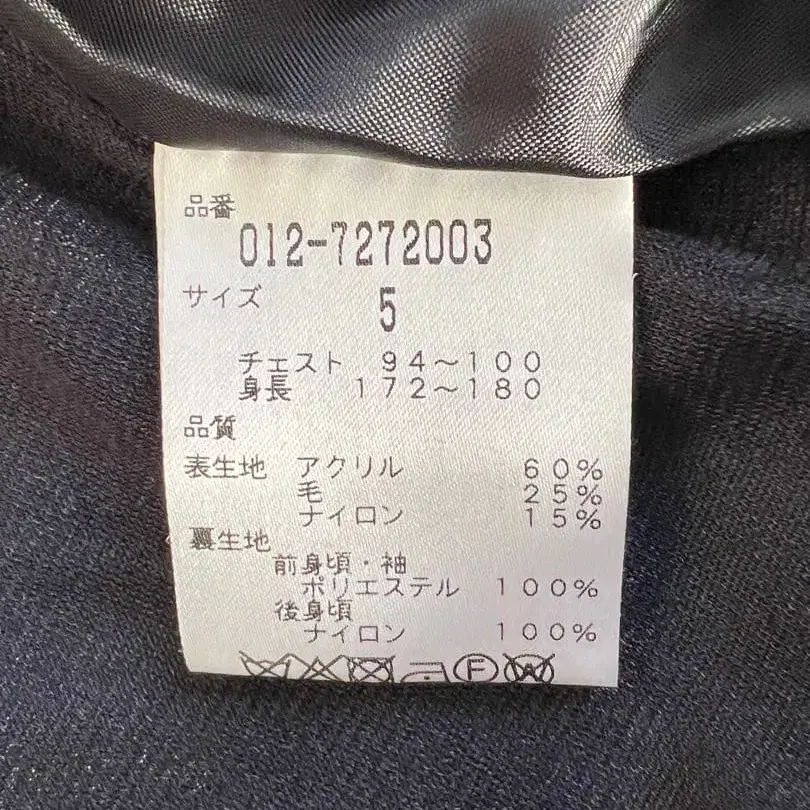 品番
012-7272003
サイズ 5
チェスト 94～100
身長 172～180
品質
表生地 アクリル 60%
毛 25%
ナイロン 15%
裏生地
前身頃・袖
ポリエステル 100%
後身頃
ナイロン 100%
F W